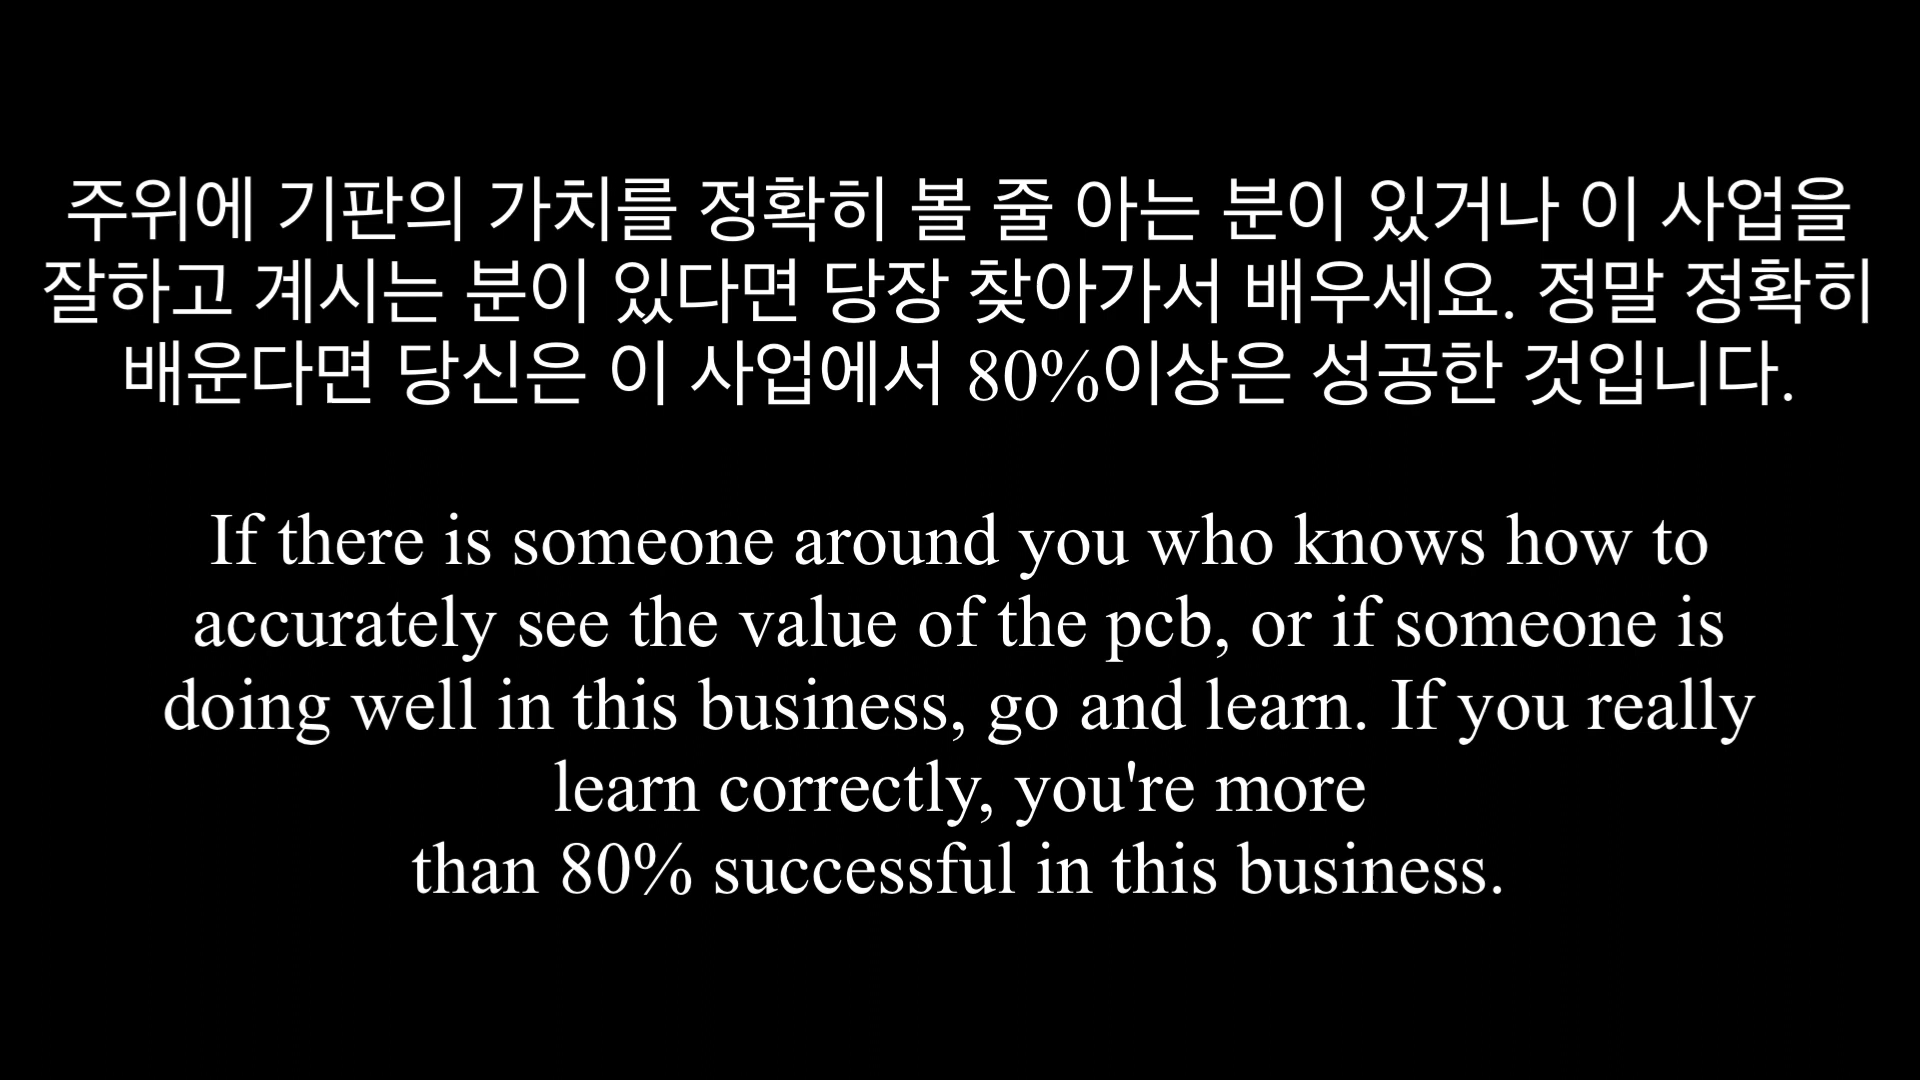 주위에 기판의 가치를 정확히 볼 줄 아는 분이 있거나 이 사업을
잘하고 계시는 분이 있다면 당장 찾아가서 배우세요. 정말 정확히
배운다면 당신은 이 사업에서 80%이상은 성공한 것입니다.
If there is someone around you who knows how to
accurately see the value of the pcb, or if someone is
doing well in this business, go and learn. If you really
learn correctly, you're more
than 80% successful in this business.